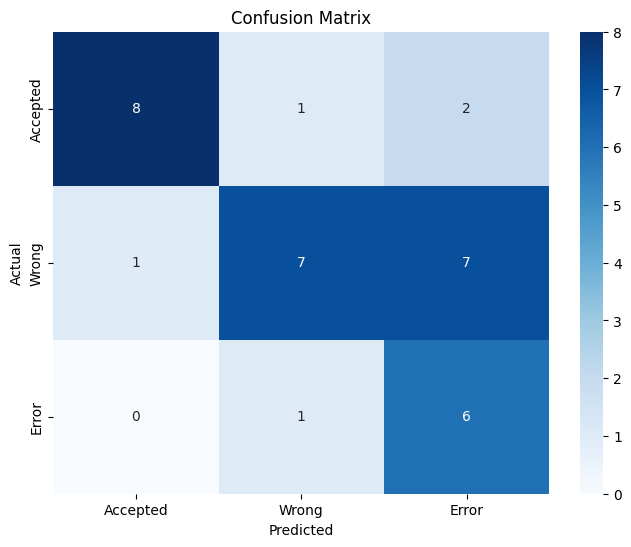 Confusion Matrix
Actual
Accepted
Wrong
Error
8 1 2
1 7 7
0 1 6
Accepted Wrong Error
Predicted
8
7
6
5
4
3
2
1
0